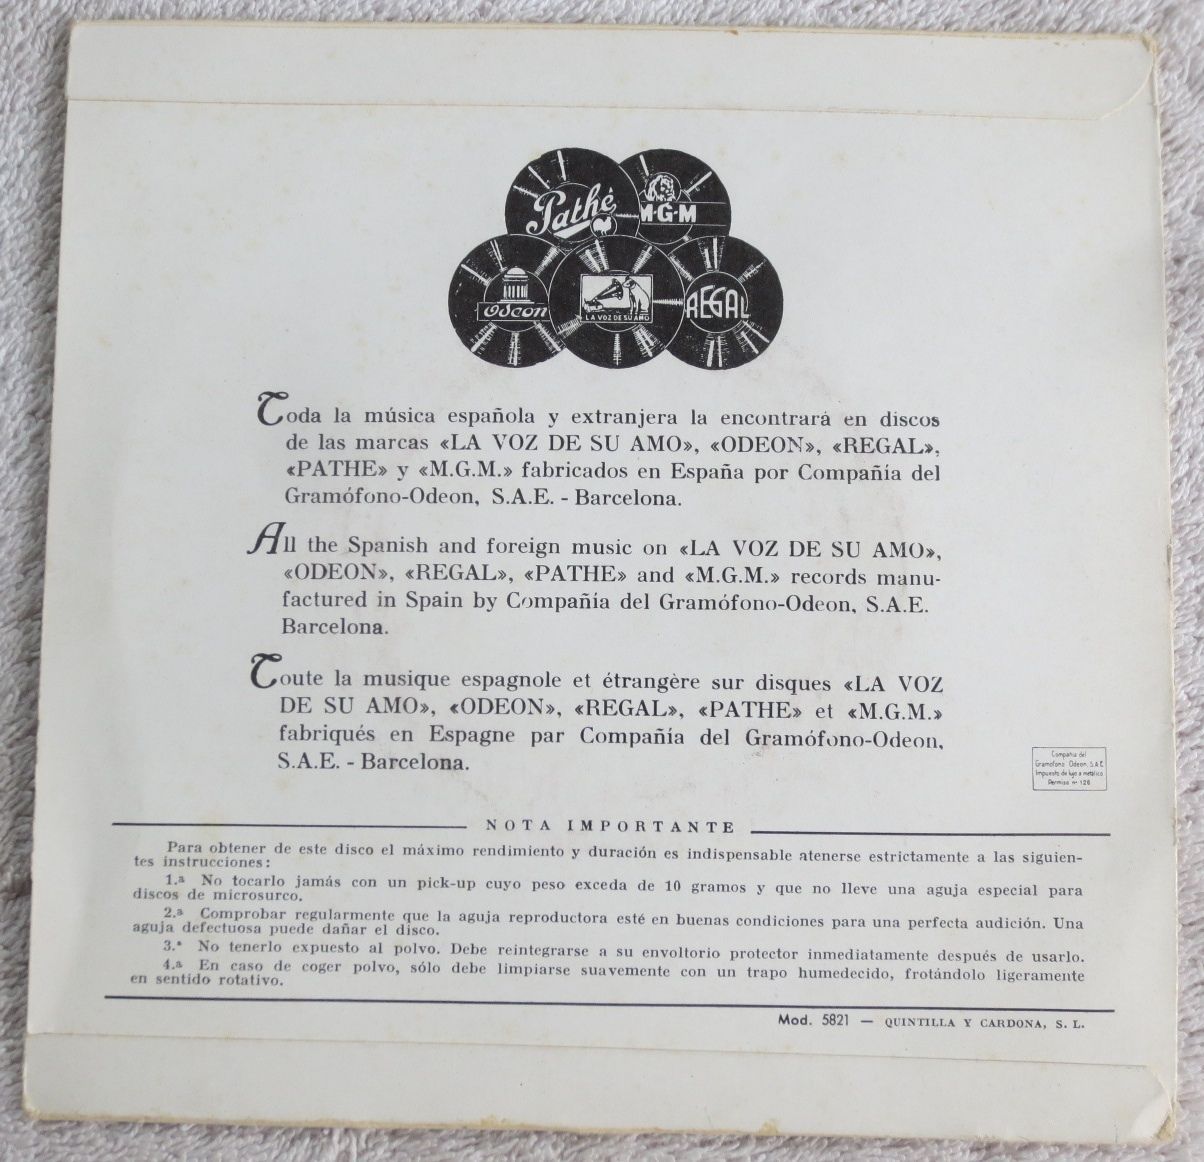 Pathé
M-G-M
Odeon
LA VOZ DE SU AMO
REGAL
Toda la música española y extranjera la encontrará en discos
de las marcas «LA VOZ DE SU AMO», «ODEON», «REGAL»,
«PATHE» y «M.G.M.» fabricados en España por Compañía del
Gramófono-Odeon, S.A.E. - Barcelona.
All the Spanish and foreign music on «LA VOZ DE SU AMO»,
«ODEON», «REGAL», «PATHE» and «M.G.M.» records manu-
factured in Spain by Compañía del Gramófono-Odeon, S.A.E.
Barcelona.
Toute la musique espagnole et étrangère sur disques «LA VOZ
DE SU AMO», «ODEON», «REGAL», «PATHE» et «M.G.M.»
fabriqués en Espagne par Compañía del Gramófono-Odeon,
S.A.E. - Barcelona.
Compañia del
Gramófono Odeon, S.A.E.
Impuesto de lujo a metálico
Permiso nº 126
NOTA IMPORTANTE
Para obtener de este disco el máximo rendimiento y duración es indispensable atenerse estrictamente a las siguien-
tes instrucciones:
1.ª No tocarlo jamás con un pick-up cuyo peso exceda de 10 gramos y que no lleve una aguja especial para
discos de microsurco.
2.ª Comprobar regularmente que la aguja reproductora esté en buenas condiciones para una perfecta audición. Una
aguja defectuosa puede dañar el disco.
3.ª No tenerlo expuesto al polvo. Debe reintegrarse a su envoltorio protector inmediatamente después de usarlo.
4.ª En caso de coger polvo, sólo debe limpiarse suavemente con un trapo humedecido, frotándolo ligeramente
en sentido rotativo.
Mod. 5821 — QUINTILLA Y CARDONA, S. L.